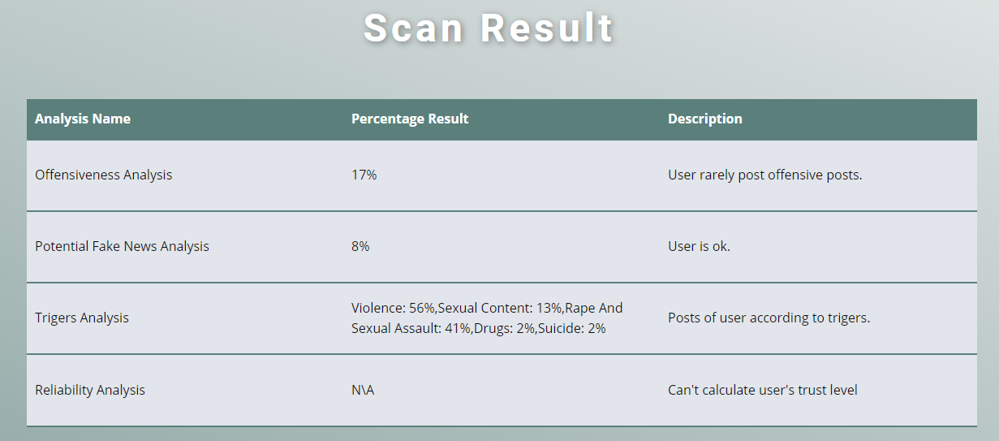 Scan Result
Analysis Name Percentage Result Description
Offensiveness Analysis 17% User rarely post offensive posts.
Potential Fake News Analysis 8% User is ok.
Trigers Analysis Violence: 56%,Sexual Content: 13%,Rape And
Sexual Assault: 41%,Drugs: 2%,Suicide: 2% Posts of user according to trigers.
Reliability Analysis N\A Can't calculate user's trust level